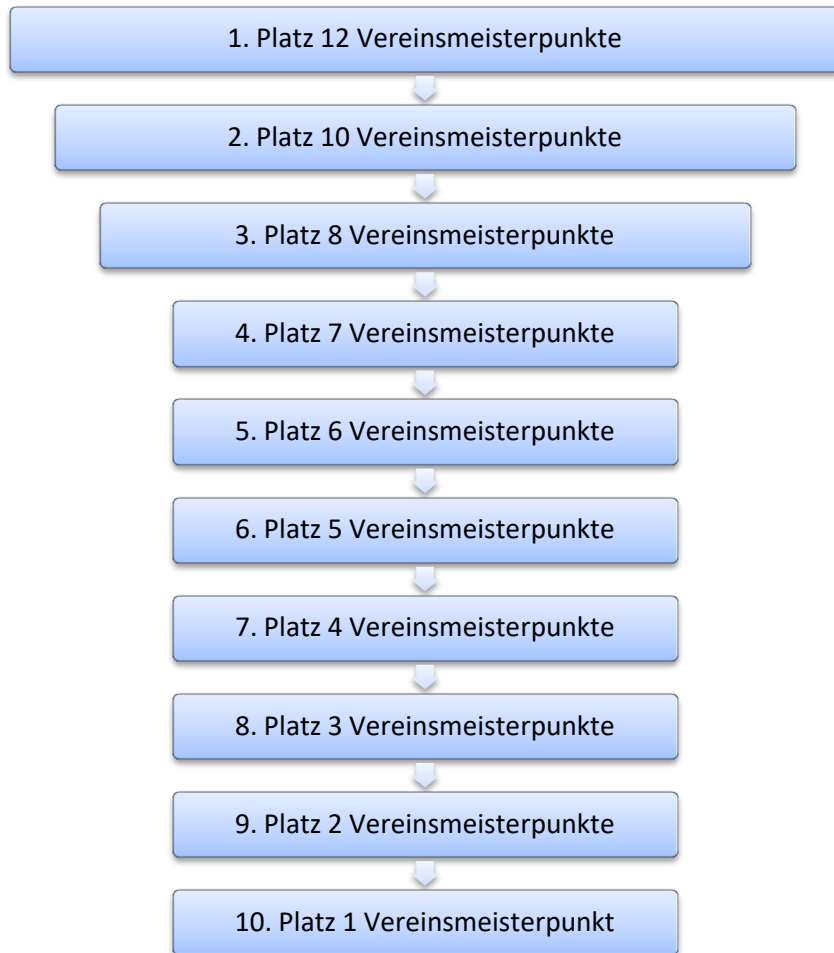 1. Platz 12 Vereinsmeisterpunkte
2. Platz 10 Vereinsmeisterpunkte
3. Platz 8 Vereinsmeisterpunkte
4. Platz 7 Vereinsmeisterpunkte
5. Platz 6 Vereinsmeisterpunkte
6. Platz 5 Vereinsmeisterpunkte
7. Platz 4 Vereinsmeisterpunkte
8. Platz 3 Vereinsmeisterpunkte
9. Platz 2 Vereinsmeisterpunkte
10. Platz 1 Vereinsmeisterpunkt